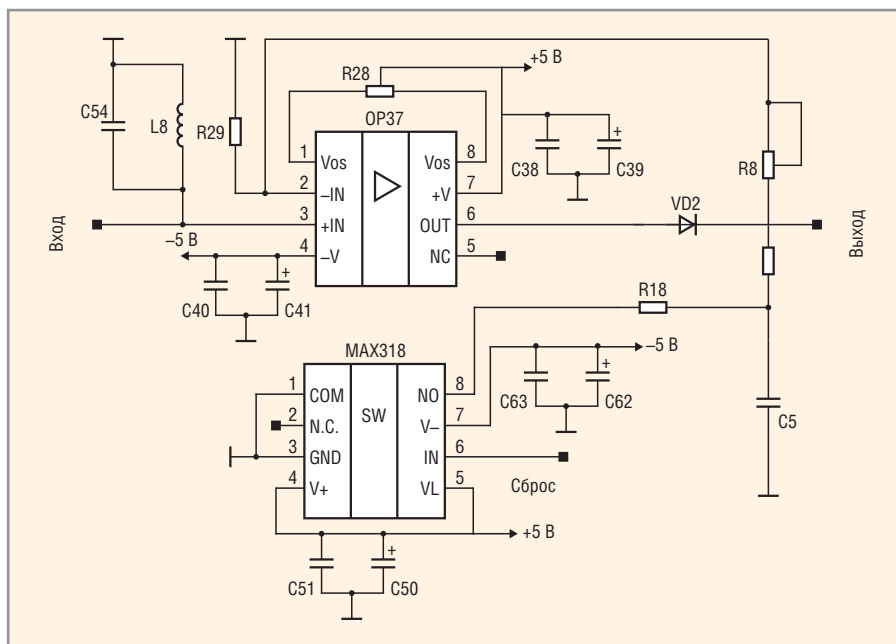 +5 В
R28
C54
L8
R29
OP37
1
Vos
Vos
8
2
–IN
+V
7
3
+IN
OUT
6
4
–V
NC
5
C38
+
C39
R8
VD2
Вход
Выход
–5 В
C40
+
C41
R18
MAX318
1
COM
NO
8
2
N.C.
SW
V–
7
3
GND
IN
6
4
V+
VL
5
–5 В
C63
+
C62
C5
Сброс
+5 В
C51
+
C50